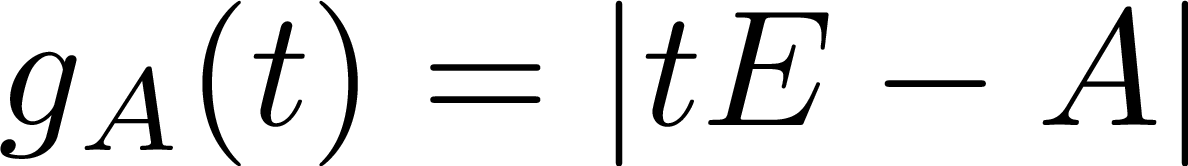 g_A(t) = |tE − A|